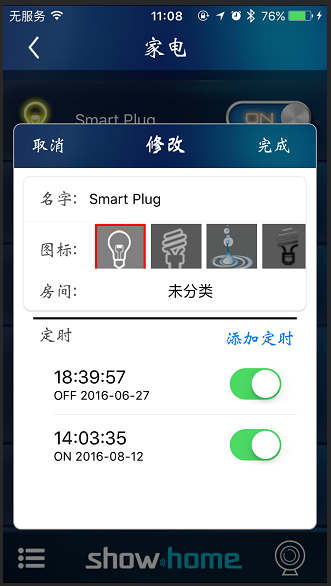 无服务 11:08 76%
家电
Smart Plug ON
取消 修改 完成
名字: Smart Plug
图标:
房间: 未分类
定时 添加定时
18:39:57
OFF 2016-06-27
14:03:35
ON 2016-08-12
show home